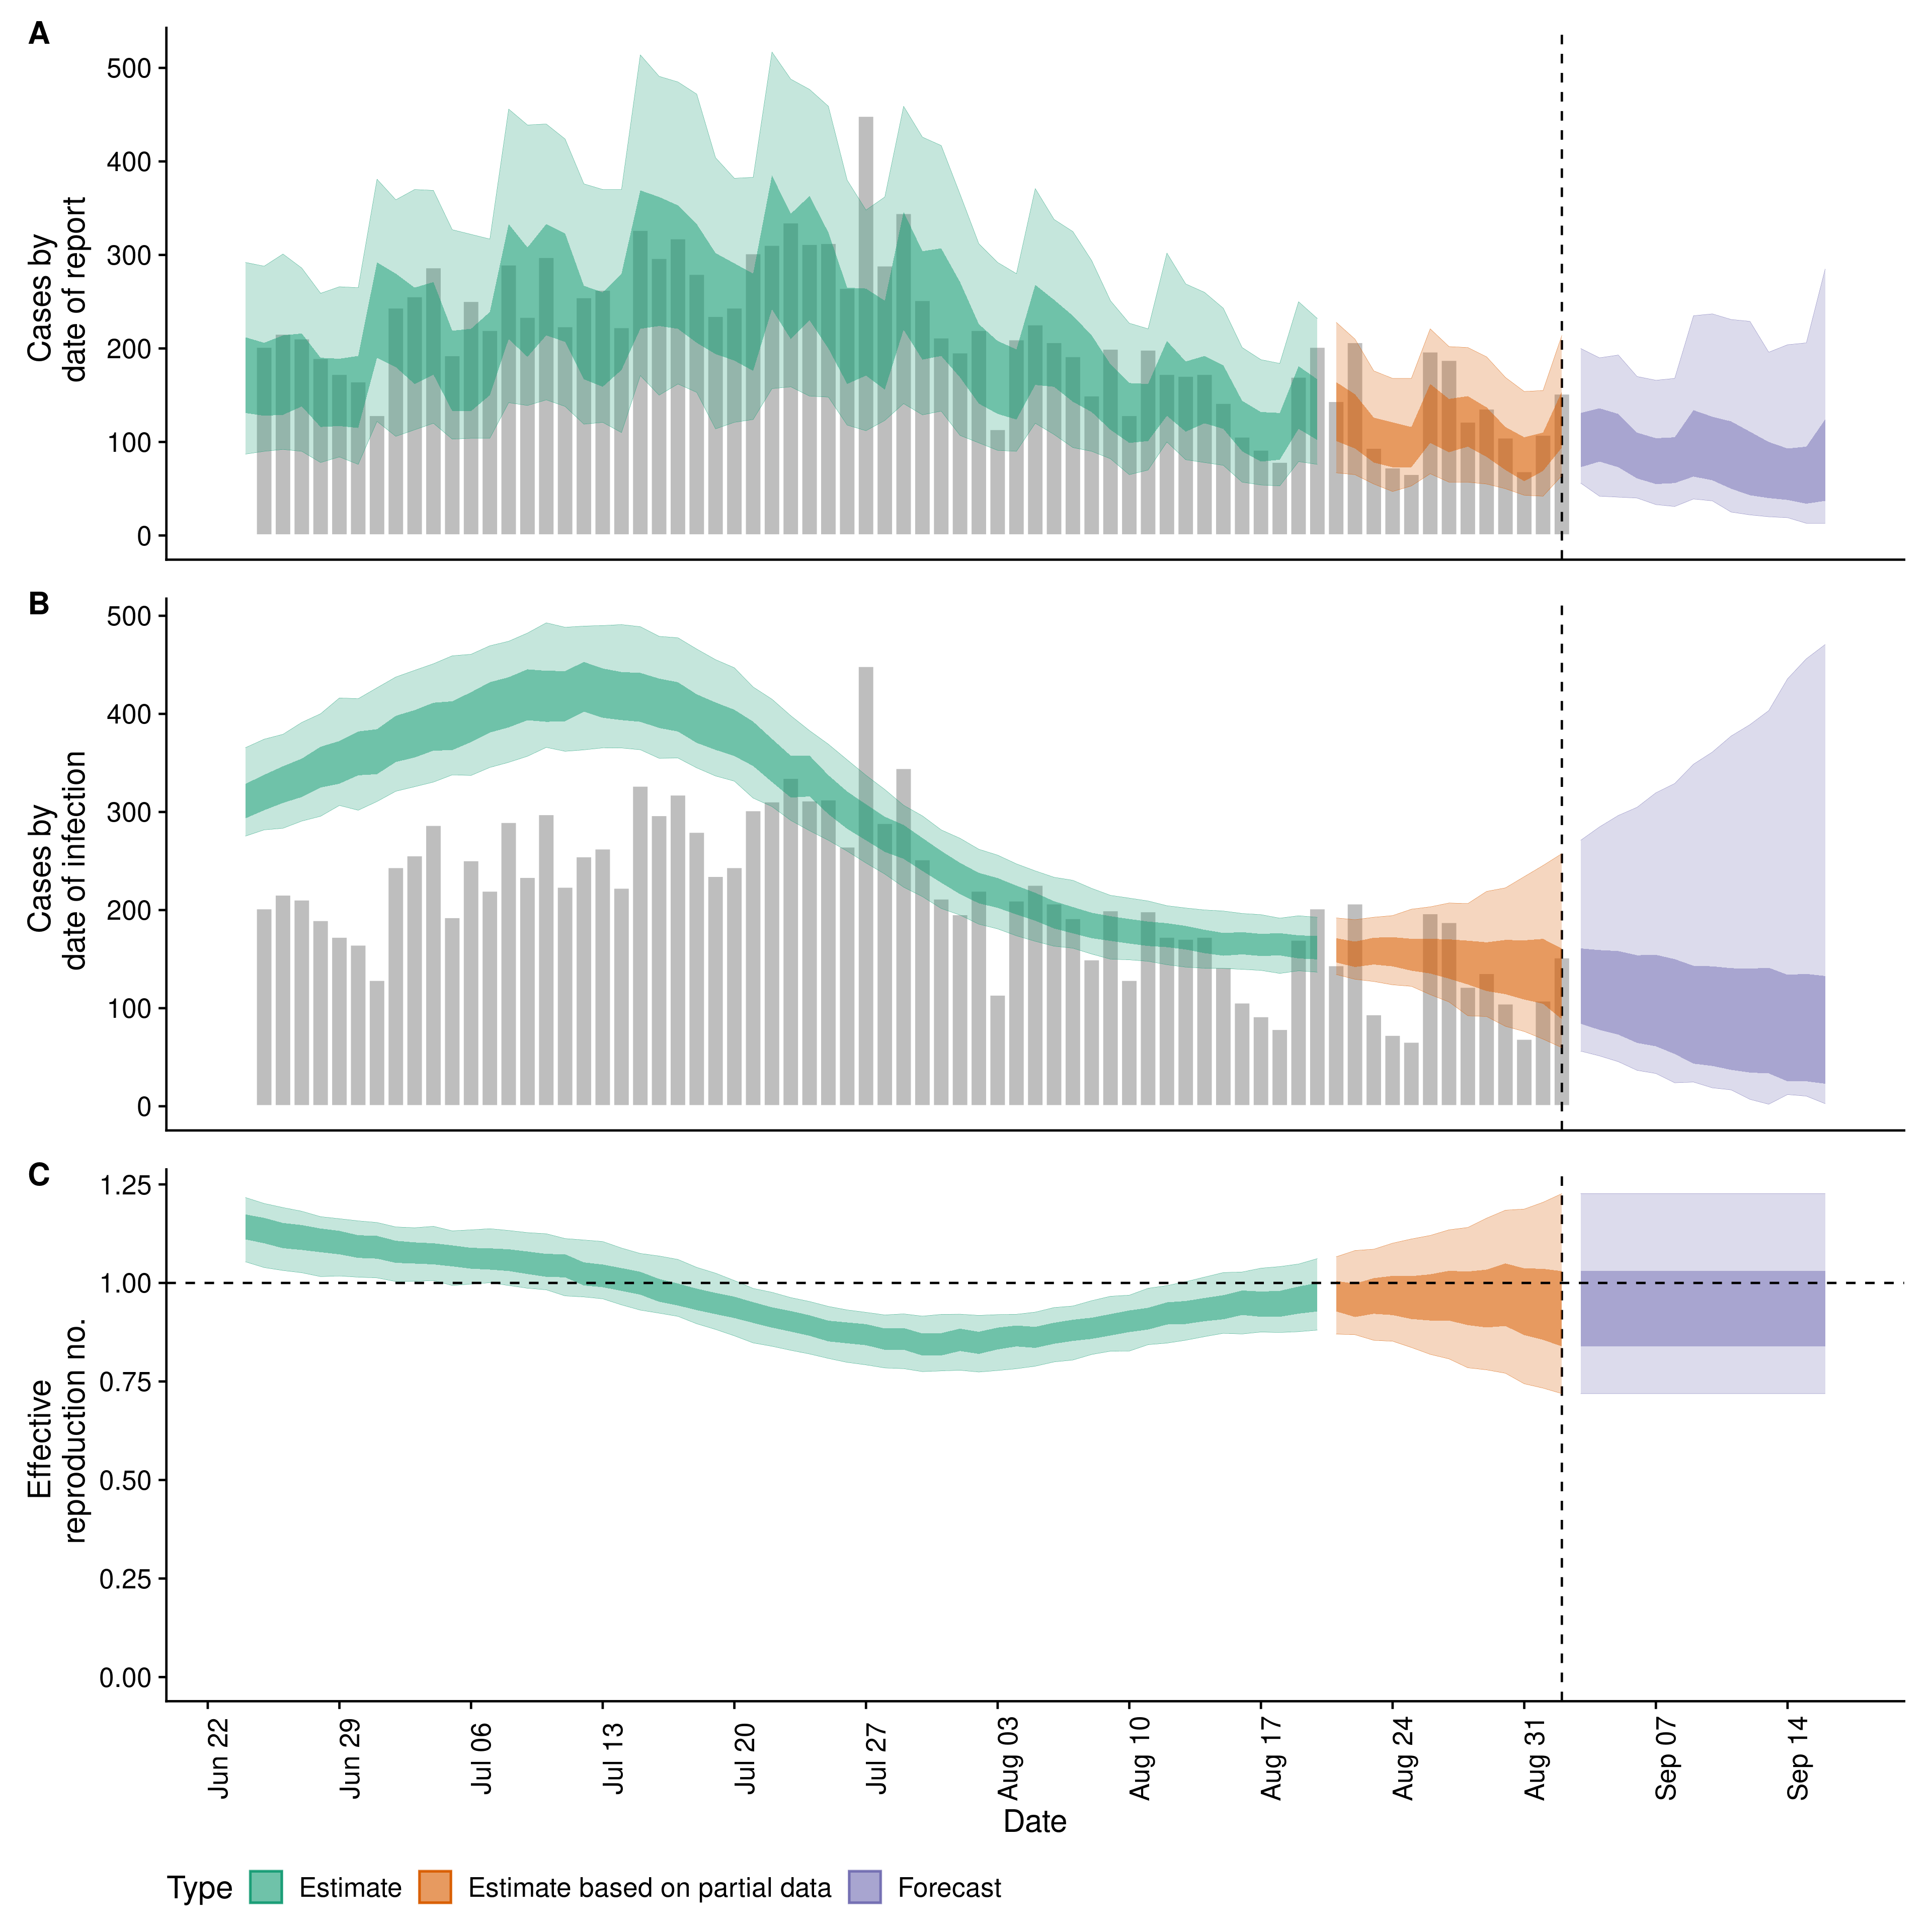 A
500
400
300
200
100
0
Cases by
date of report
B
500
400
300
200
100
0
Cases by
date of infection
C
1.25
1.00
0.75
0.50
0.25
0.00
Effective
reproduction no.
Jun 22
Jun 29
Jul 06
Jul 13
Jul 20
Jul 27
Aug 03
Aug 10
Aug 17
Aug 24
Aug 31
Sep 07
Sep 14
Date
Type Estimate Estimate based on partial data Forecast